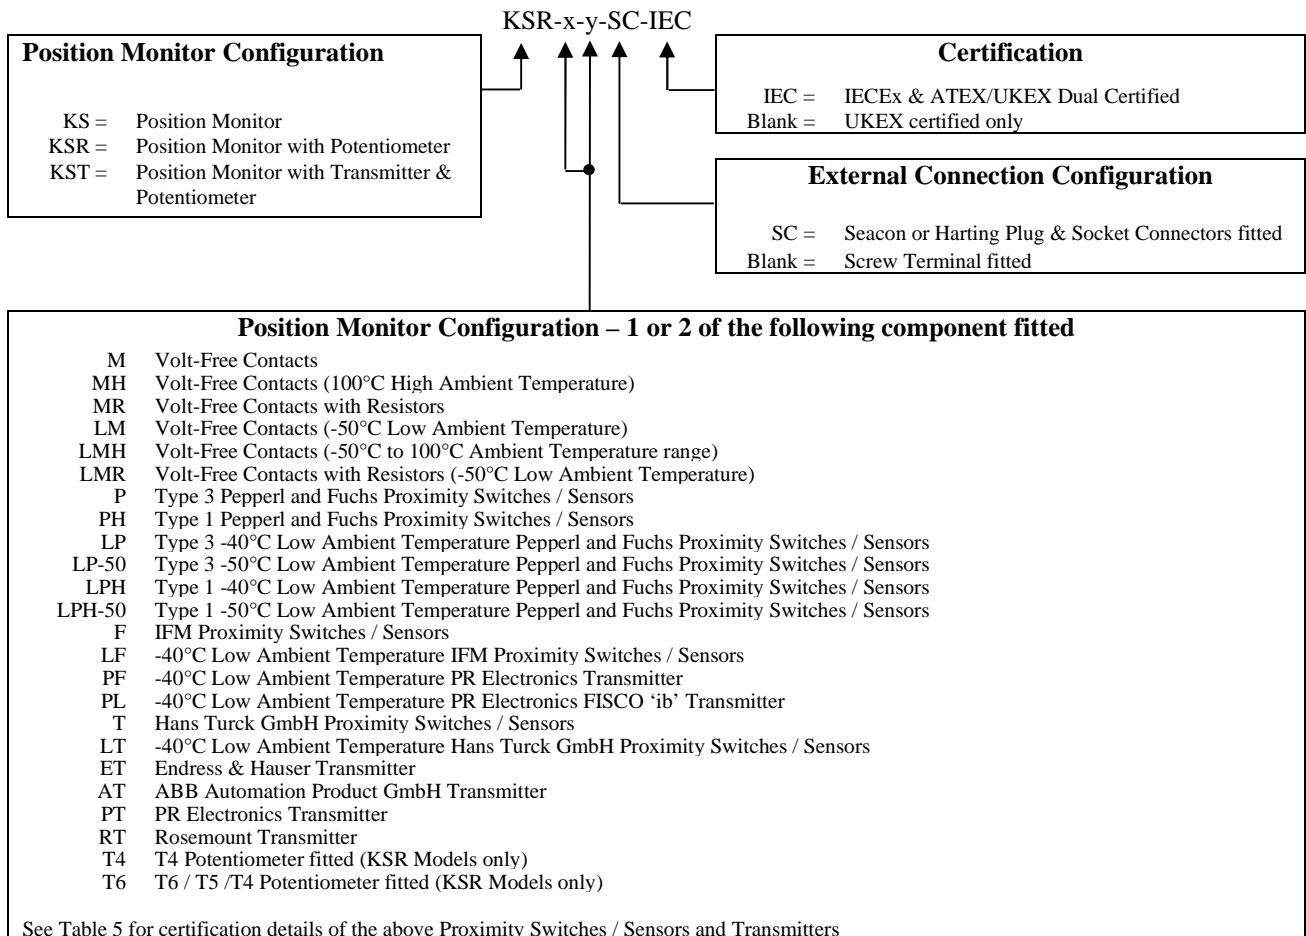 KSR-x-y-SC-IEC
Position Monitor Configuration
KS = Position Monitor
KSR = Position Monitor with Potentiometer
KST = Position Monitor with Transmitter &
Potentiometer
Certification
IEC = IECEx & ATEX/UKEX Dual Certified
Blank = UKEX certified only
External Connection Configuration
SC = Seacon or Harting Plug & Socket Connectors fitted
Blank = Screw Terminal fitted
Position Monitor Configuration – 1 or 2 of the following component fitted
M Volt-Free Contacts
MH Volt-Free Contacts (100°C High Ambient Temperature)
MR Volt-Free Contacts with Resistors
LM Volt-Free Contacts (-50°C Low Ambient Temperature)
LMH Volt-Free Contacts (-50°C to 100°C Ambient Temperature range)
LMR Volt-Free Contacts with Resistors (-50°C Low Ambient Temperature)
P Type 3 Pepperl and Fuchs Proximity Switches / Sensors
PH Type 1 Pepperl and Fuchs Proximity Switches / Sensors
LP Type 3 -40°C Low Ambient Temperature Pepperl and Fuchs Proximity Switches / Sensors
LP-50 Type 3 -50°C Low Ambient Temperature Pepperl and Fuchs Proximity Switches / Sensors
LPH Type 1 -40°C Low Ambient Temperature Pepperl and Fuchs Proximity Switches / Sensors
LPH-50 Type 1 -50°C Low Ambient Temperature Pepperl and Fuchs Proximity Switches / Sensors
F IFM Proximity Switches / Sensors
LF -40°C Low Ambient Temperature IFM Proximity Switches / Sensors
PF -40°C Low Ambient Temperature PR Electronics Transmitter
PL -40°C Low Ambient Temperature PR Electronics FISCO ‘ib’ Transmitter
T Hans Turck GmbH Proximity Switches / Sensors
LT -40°C Low Ambient Temperature Hans Turck GmbH Proximity Switches / Sensors
ET Endress & Hauser Transmitter
AT ABB Automation Product GmbH Transmitter
PT PR Electronics Transmitter
RT Rosemount Transmitter
T4 T4 Potentiometer fitted (KSR Models only)
T6 T6 / T5 /T4 Potentiometer fitted (KSR Models only)
See Table 5 for certification details of the above Proximity Switches / Sensors and Transmitters